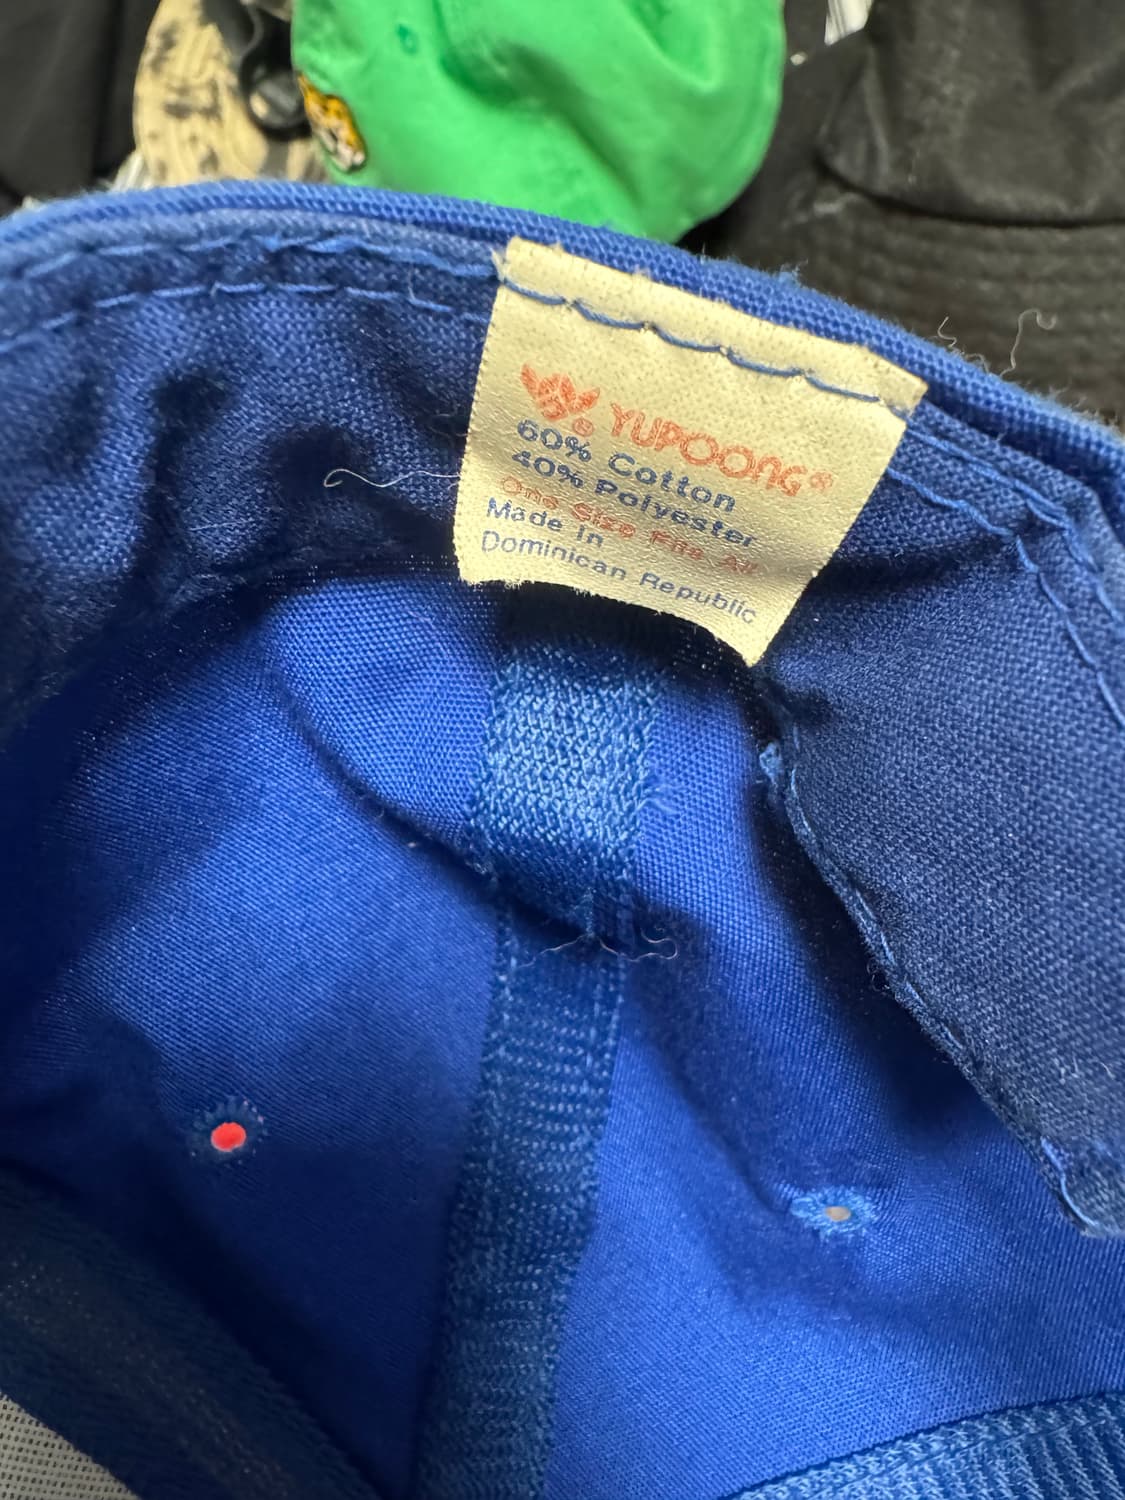 YUPOONG®
60% Cotton
40% Polyester
One Size Fits All
Made in
Dominican Republic